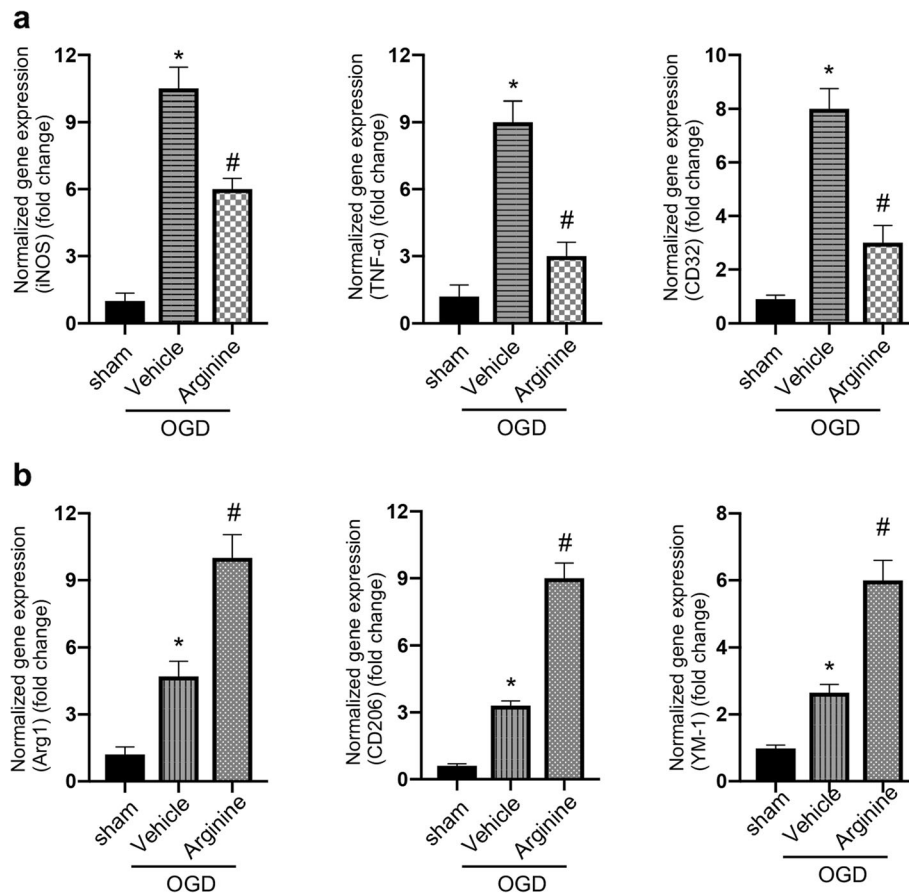 a
Normalized gene expression
(iNOS) (fold change)
12
9
6
3
0
*
#
sham
Vehicle
Arginine
OGD
Normalized gene expression
(TNF-α) (fold change)
12
9
6
3
0
*
#
sham
Vehicle
Arginine
OGD
Normalized gene expression
(CD32) (fold change)
10
8
6
4
2
0
*
#
sham
Vehicle
Arginine
OGD
b
Normalized gene expression
(Arg1) (fold change)
12
9
6
3
0
*
#
sham
Vehicle
Arginine
OGD
Normalized gene expression
(CD206) (fold change)
12
9
6
3
0
*
#
sham
Vehicle
Arginine
OGD
Normalized gene expression
(YM-1) (fold change)
8
6
4
2
0
*
#
sham
Vehicle
Arginine
OGD